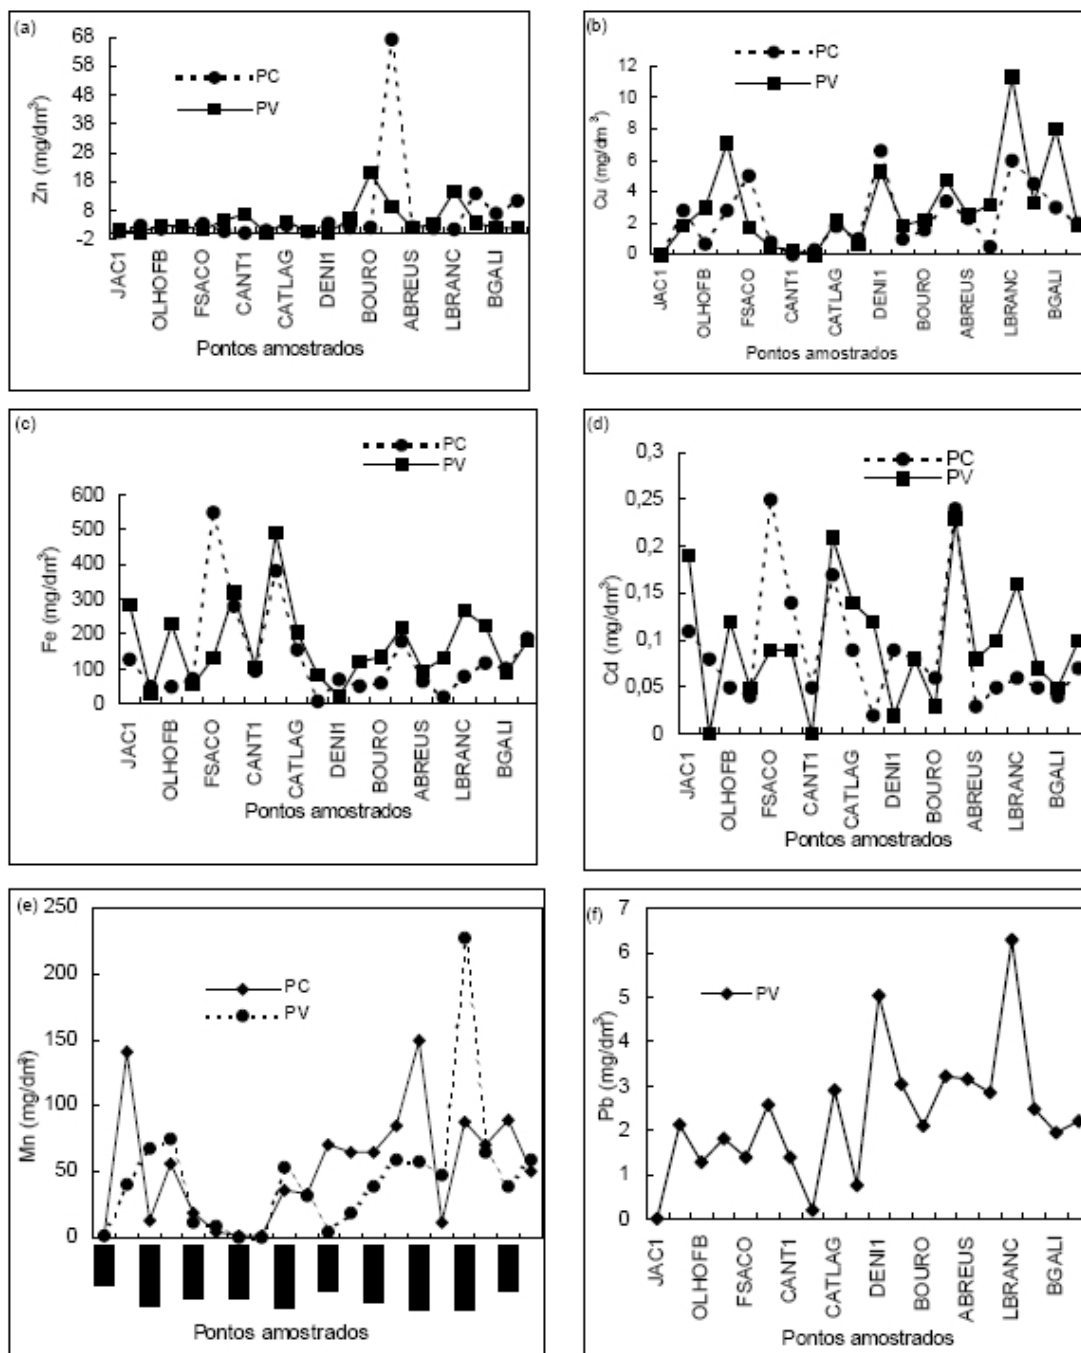 (a)
68
58
48
38
28
18
8
-2
Zn (mg/dm³)
PC
PV
JAC1
OLHOFB
FSACO
CANT1
CATLAG
DENI1
BOURO
ABREUS
LBRANC
BGALI
Pontos amostrados
(b)
12
10
8
6
4
2
0
Cu (mg/dm³)
PC
PV
JAC1
OLHOFB
FSACO
CANT1
CATLAG
DENI1
BOURO
ABREUS
LBRANC
BGALI
Pontos amostrados
(c)
600
500
400
300
200
100
0
Fe (mg/dm³)
PC
PV
JAC1
OLHOFB
FSACO
CANT1
CATLAG
DENI1
BOURO
ABREUS
LBRANC
BGALI
Pontos amostrados
(d)
0,3
0,25
0,2
0,15
0,1
0,05
0
Cd (mg/dm³)
PC
PV
JAC1
OLHOFB
FSACO
CANT1
CATLAG
DENI1
BOURO
ABREUS
LBRANC
BGALI
Pontos amostrados
(e)
250
200
150
100
50
0
Mn (mg/dm³)
PC
PV
Pontos amostrados
(f)
7
6
5
4
3
2
1
0
Pb (mg/dm³)
PV
JAC1
OLHOFB
FSACO
CANT1
CATLAG
DENI1
BOURO
ABREUS
LBRANC
BGALI
Pontos amostrados